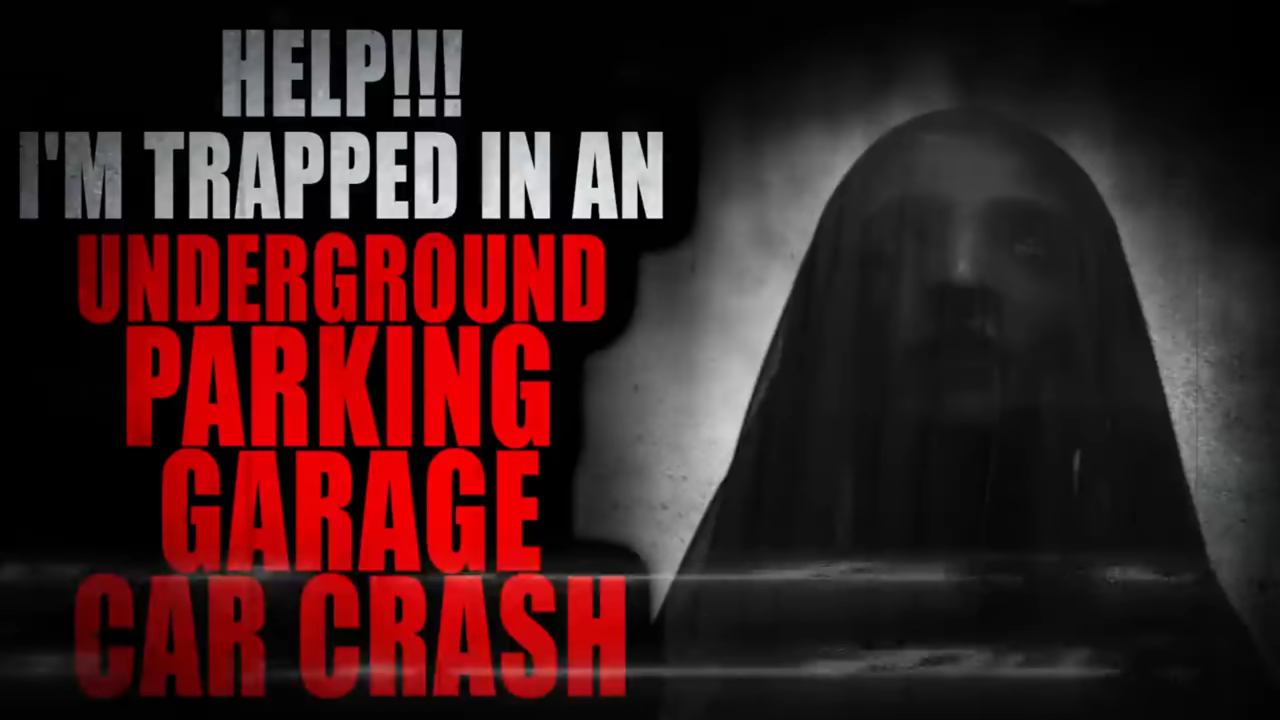 HELP!!!
I'M TRAPPED IN AN
UNDERGROUND
PARKING
GARAGE
CAR CRASH